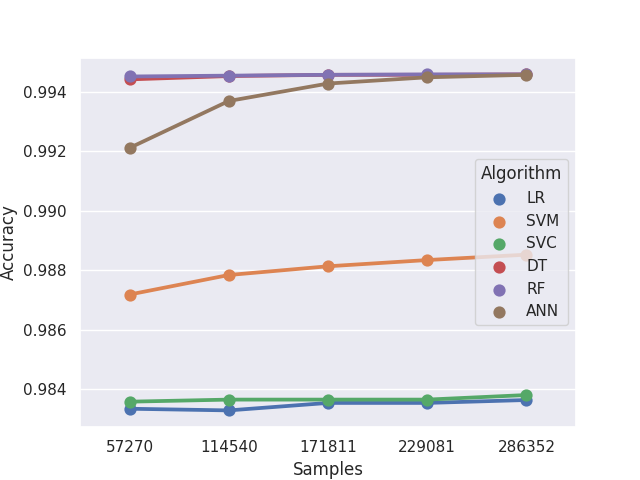 0.994
0.992
0.990
0.988
0.986
0.984
Accuracy
57270
114540
171811
229081
286352
Samples
Algorithm
LR
SVM
SVC
DT
RF
ANN